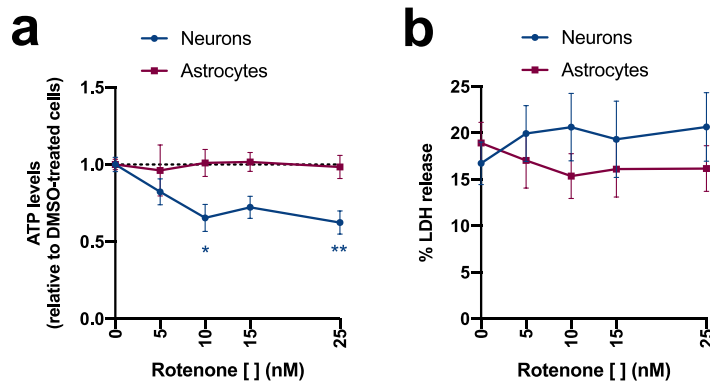 a
Neurons
Astrocytes
ATP levels
(relative to DMSO-treated cells)
1.5
1.0
0.5
0.0
*
**
0
5
10
15
25
Rotenone [ ] (nM)
b
Neurons
Astrocytes
% LDH release
25
20
15
10
5
0
0
5
10
15
25
Rotenone [ ] (nM)